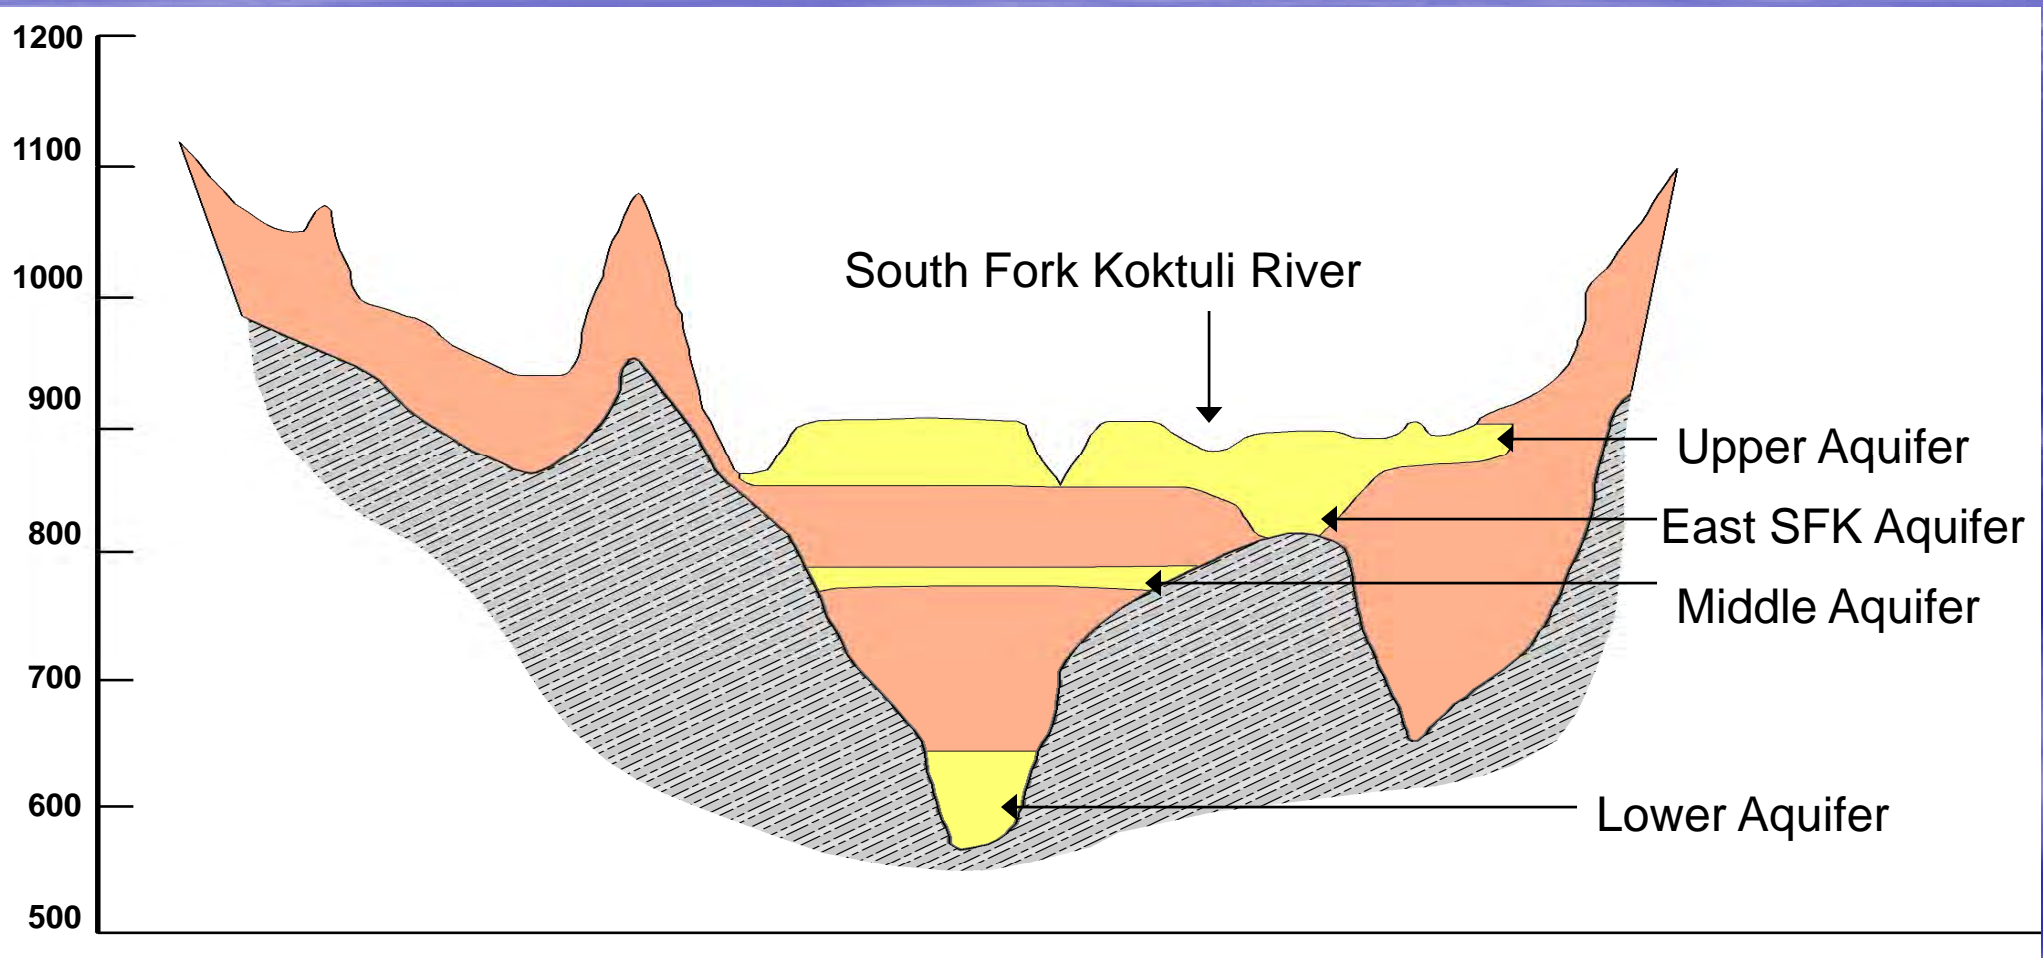 1200
1100
1000
900
800
700
600
500
South Fork Koktuli River
Upper Aquifer
East SFK Aquifer
Middle Aquifer
Lower Aquifer